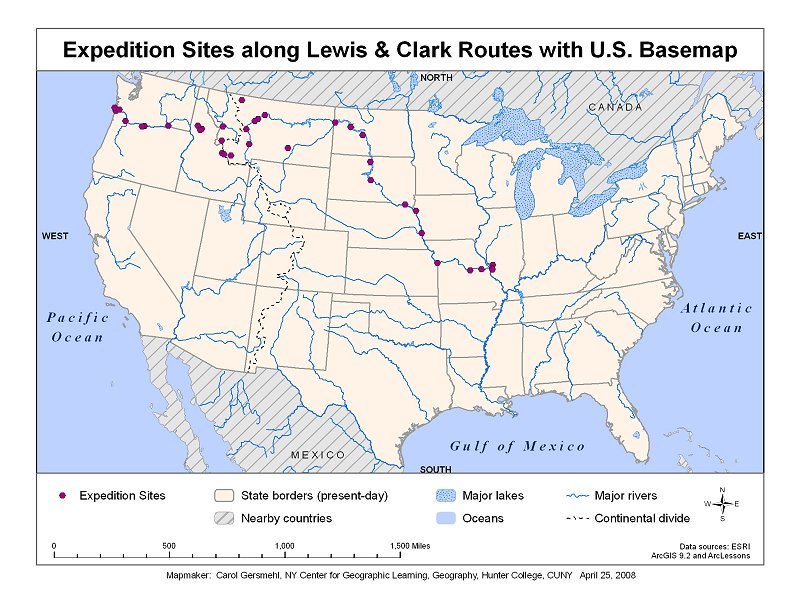 Expedition Sites along Lewis & Clark Routes with U.S. Basemap
NORTH
CANADA
WEST
EAST
Pacific
Ocean
Atlantic
Ocean
Gulf of Mexico
MEXICO
SOUTH
Expedition Sites
State borders (present-day)
Major lakes
Major rivers
Nearby countries
Oceans
Continental divide
N
W E
S
0 500 1,000 1,500 Miles
Data sources: ESRI
ArcGIS 9.2 and ArcLessons
Mapmaker: Carol Gersmehl, NY Center for Geographic Learning, Geography, Hunter College, CUNY April 25, 2008